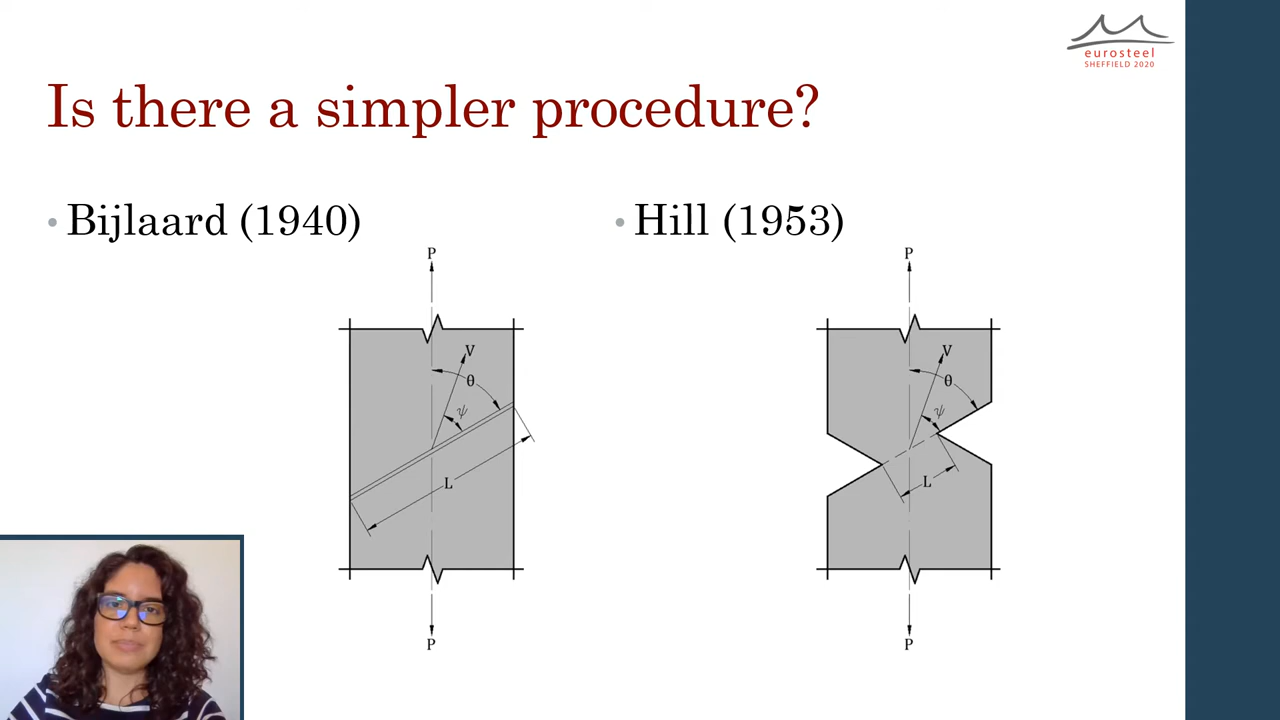 eurosteel
SHEFFIELD 2020
Is there a simpler procedure?
• Bijlaard (1940)
• Hill (1953)
P
P
V
V
θ
θ
ψ
ψ
L
L
P
P